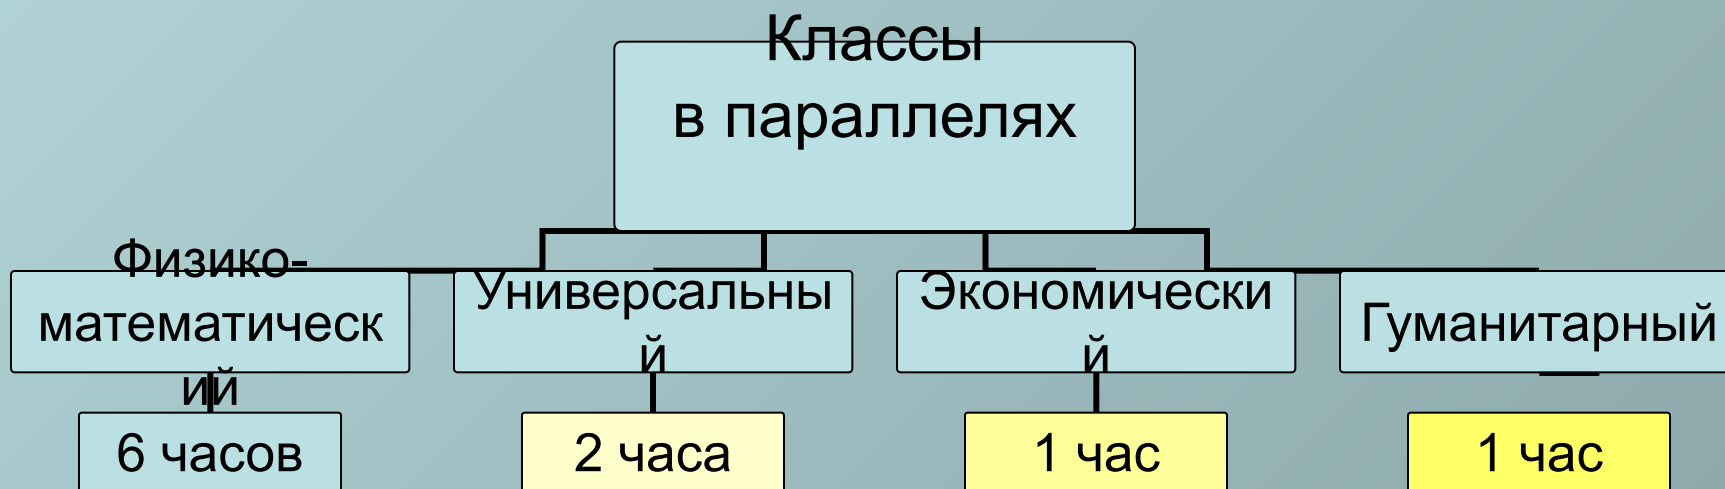 Классы
в параллелях
Физико-
математическ
ий
Универсальны
й
Экономически
й
Гуманитарный
6 часов
2 часа
1 час
1 час